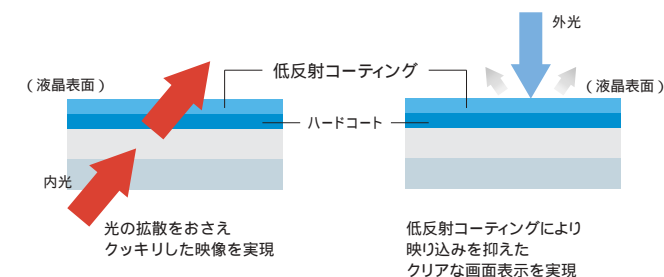 外光
低反射コーティング
(液晶表面)
(液晶表面)
ハードコート
内光
光の拡散をおさえ
クッキリした映像を実現
低反射コーティングにより
映り込みを抑えた
クリアな画面表示を実現